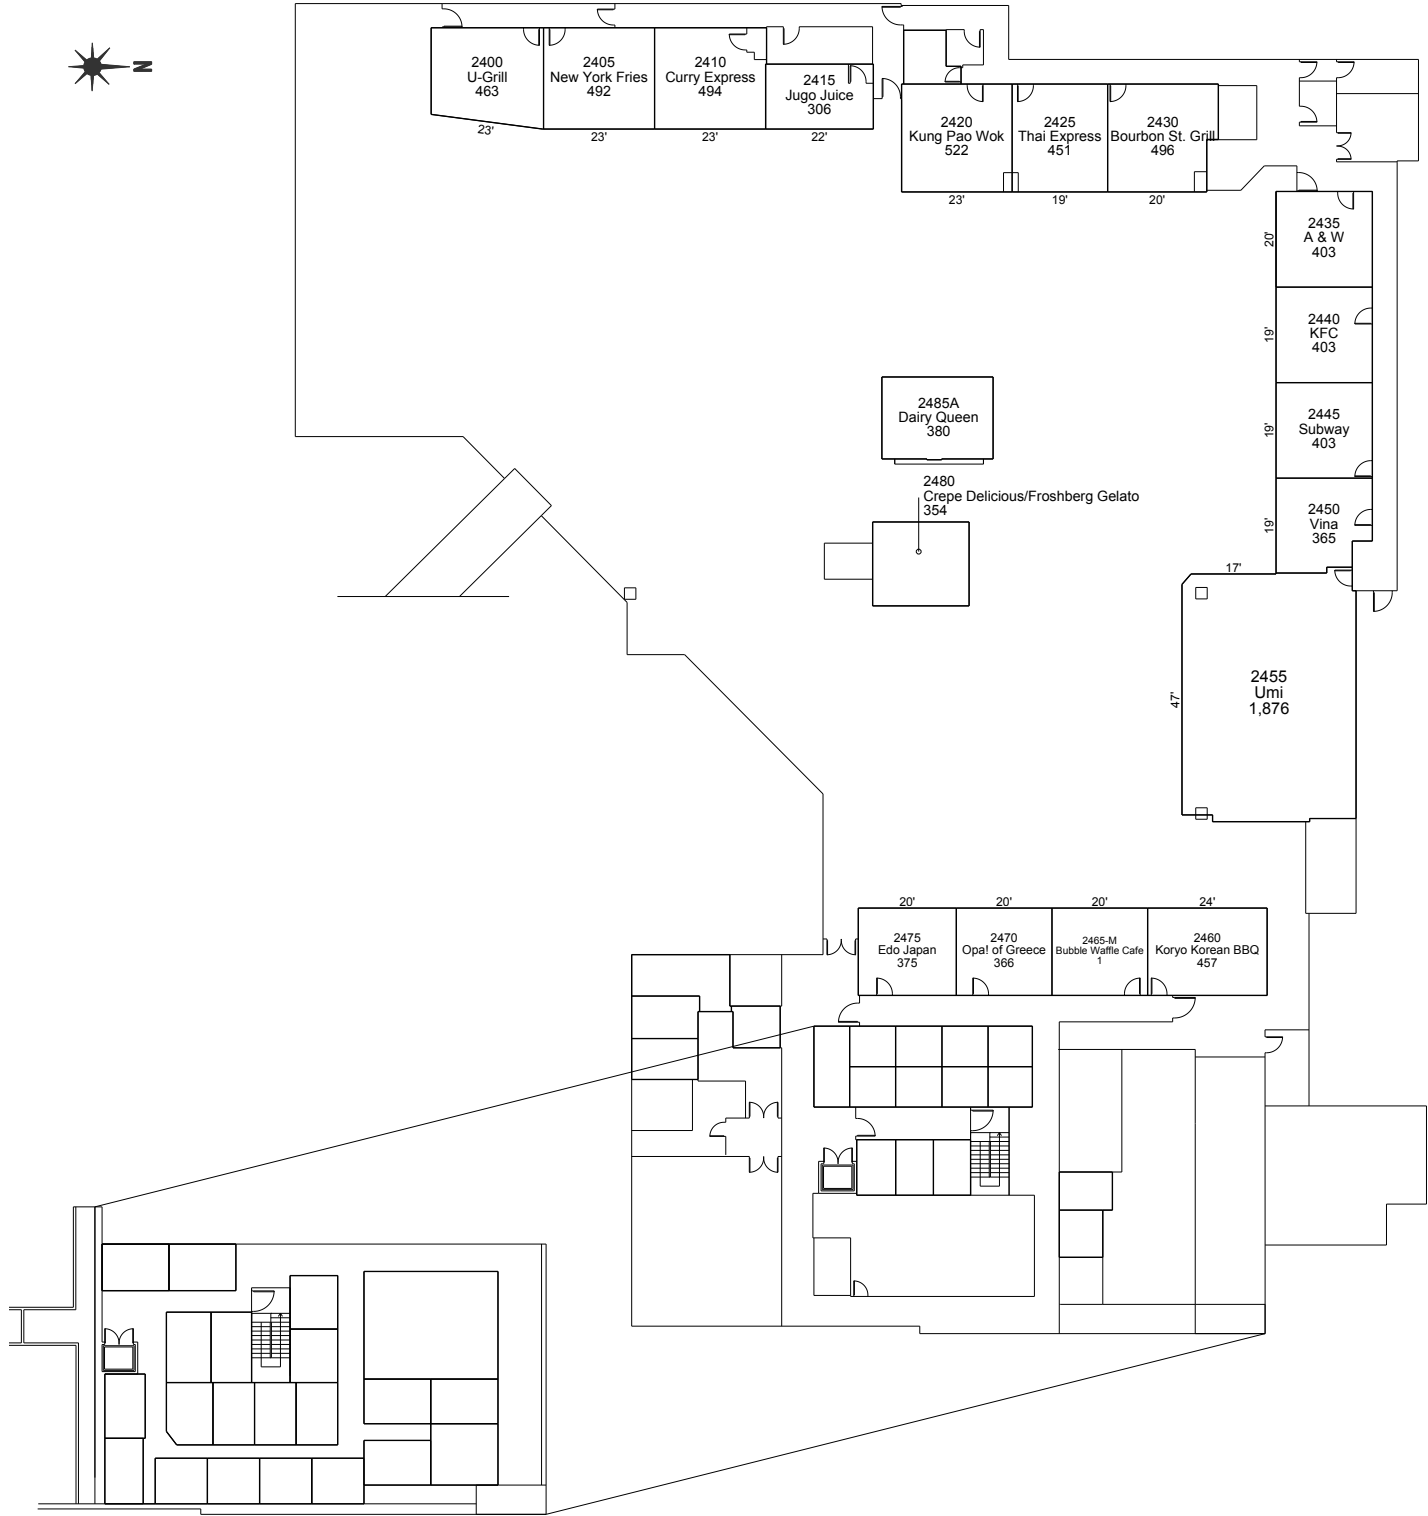 N
2400
U-Grill
463
23'
2405
New York Fries
492
23'
2410
Curry Express
494
23'
2415
Jugo Juice
306
22'
2420
Kung Pao Wok
522
23'
2425
Thai Express
451
19'
2430
Bourbon St. Grill
496
20'
2435
A & W
403
20'
2440
KFC
403
19'
2445
Subway
403
19'
2450
Vina
365
19'
17'
2485A
Dairy Queen
380
2480
Crepe Delicious/Froshberg Gelato
354
2455
Umi
1,876
47'
20'
2475
Edo Japan
375
20'
2470
Opa! of Greece
366
20'
2465-M
Bubble Waffle Cafe
1
24'
2460
Koryo Korean BBQ
457